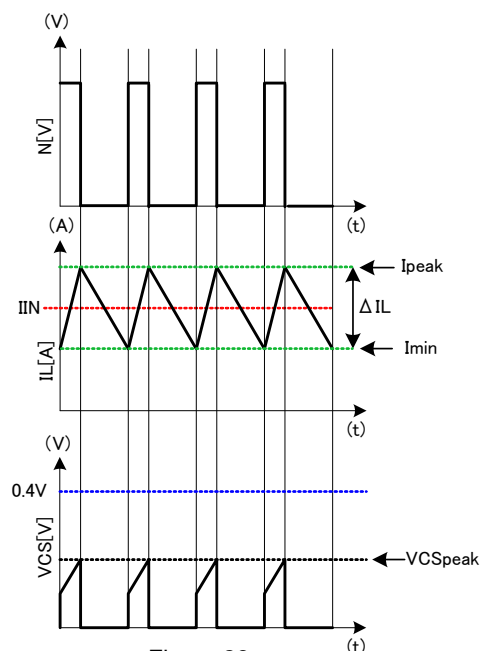 (V)
N[V]
(t)
(A)
Ipeak
IIN
ΔIL
IL[A]
Imin
(t)
(V)
0.4V
VCS[V]
VCSpeak
(t)